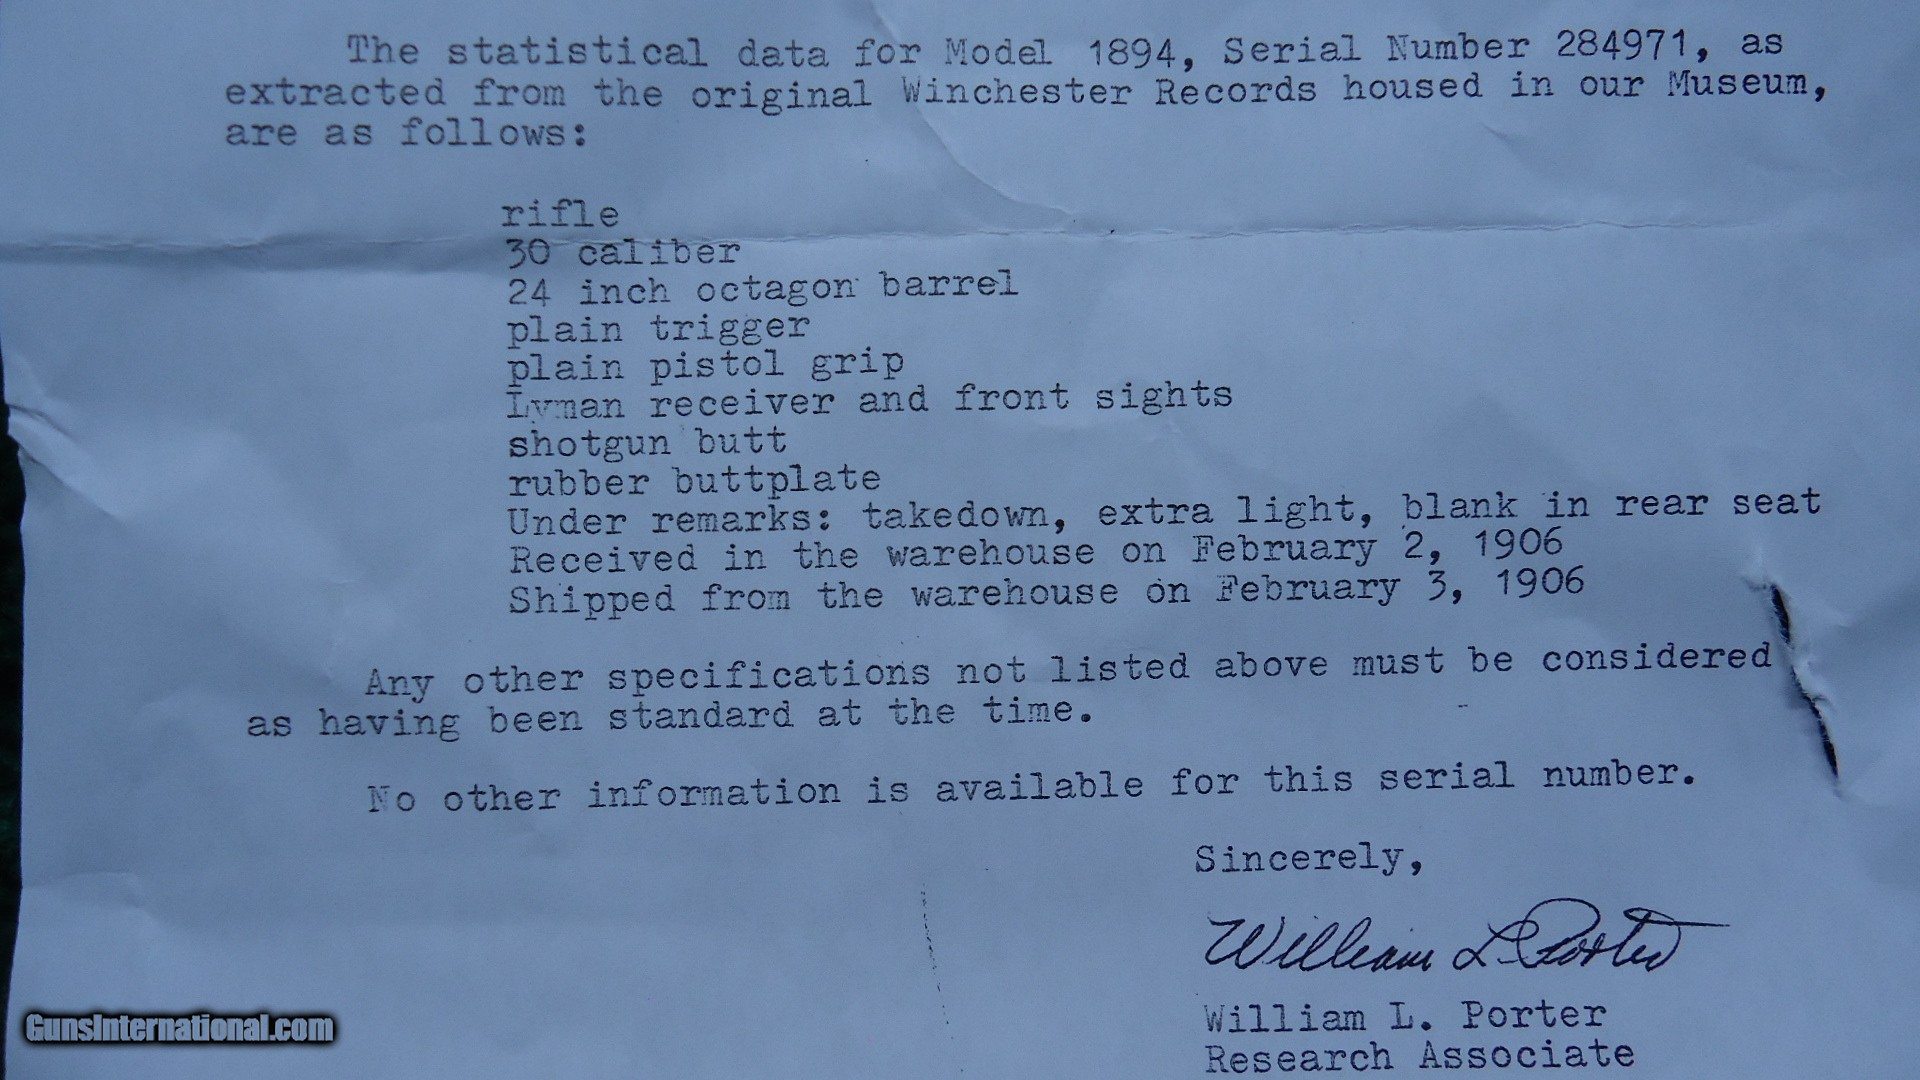 The statistical data for Model 1894, Serial Number 284971, as
extracted from the original Winchester Records housed in our Museum,
are as follows:
rifle
30 caliber
24 inch octagon barrel
plain trigger
plain pistol grip
Lyman receiver and front sights
shotgun butt
rubber buttplate
Under remarks: takedown, extra light, blank in rear seat
Received in the warehouse on February 2, 1906
Shipped from the warehouse on February 3, 1906
Any other specifications not listed above must be considered
as having been standard at the time.
No other information is available for this serial number.
Sincerely,
William L. Porter
William L. Porter
Research Associate
GunsInternational.com